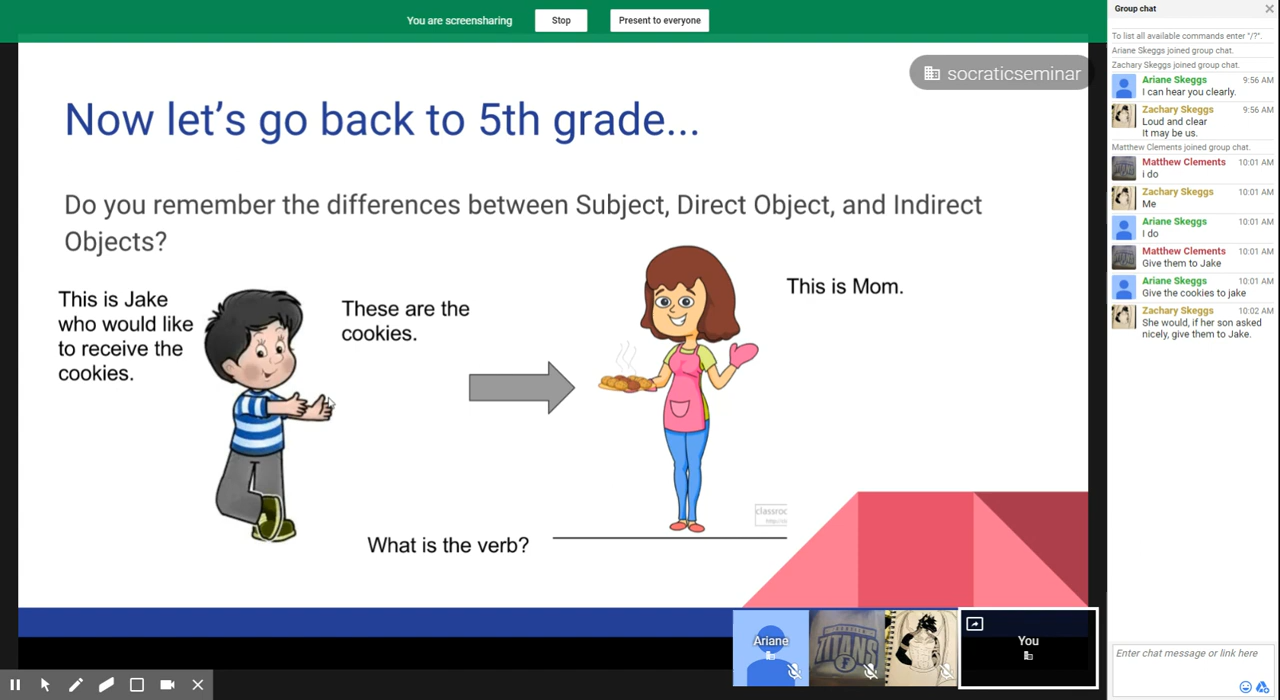 You are screensharing
Stop
Present to everyone
socraticseminar
Now let's go back to 5th grade...
Do you remember the differences between Subject, Direct Object, and Indirect
Objects?
This is Jake
who would like
to receive the
cookies.
These are the
cookies.
This is Mom.
What is the verb?
Ariane
TITANS
You
Group chat
To list all available commands enter "/?".
Ariane Skeggs joined group chat.
Zachary Skeggs joined group chat.
Ariane Skeggs 9:56 AM
I can hear you clearly.
Zachary Skeggs 9:56 AM
Loud and clear
It may be us.
Matthew Clements joined group chat.
Matthew Clements 10:01 AM
i do
Zachary Skeggs 10:01 AM
Me
Ariane Skeggs 10:01 AM
I do
Matthew Clements 10:01 AM
Give them to Jake
Ariane Skeggs 10:01 AM
Give the cookies to jake
Zachary Skeggs 10:02 AM
She would, if her son asked
nicely, give them to Jake.
Enter chat message or link here